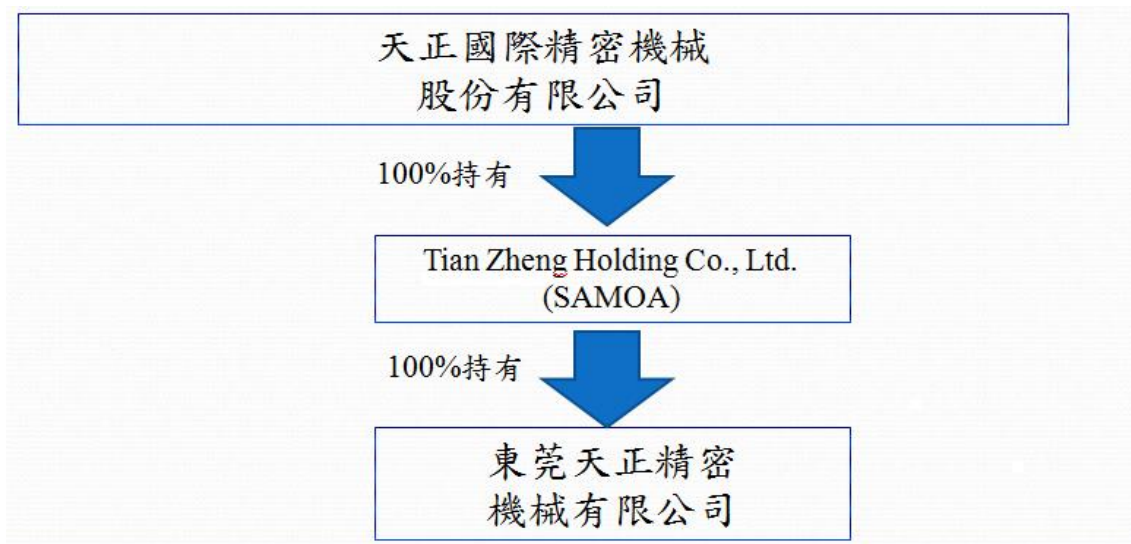 天正國際精密機械
股份有限公司
100%持有
Tian Zheng Holding Co., Ltd.
(SAMOA)
100%持有
東莞天正精密
機械有限公司